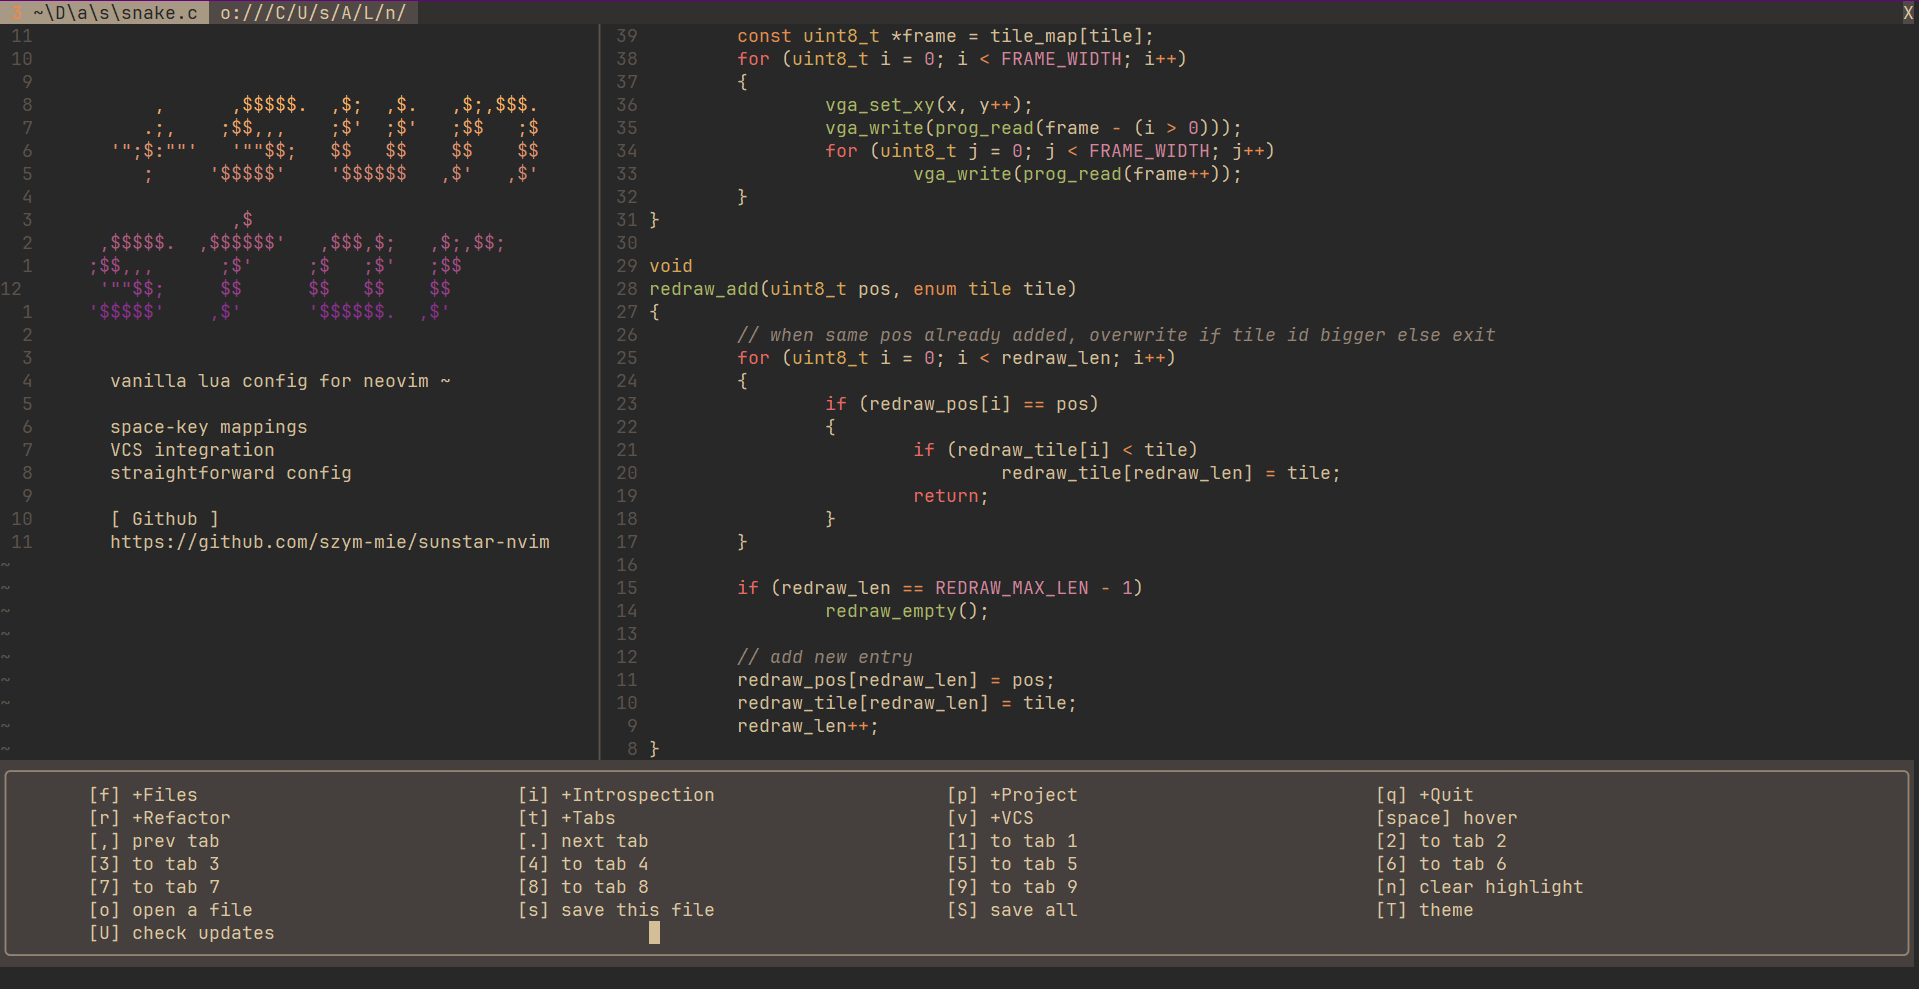 3 ~\D\a\s\snake.c  o:///C/U/s/A/L/n/  X
11
10
9
8            ,      ,$$$$$.  ,$;  ,$.   ,$;,$$$.
7           .;,    ;$$,,,    ;$'  ;$'   ;$$   ;$
6        '";$:""'   '""$$;   $$   $$    $$    $$
5           ;     '$$$$$'    '$$$$$$   ,$'   ,$'
4
3                   ,$
2       ,$$$$$.  ,$$$$$$'   ,$$$,$;   ,$;,$$;
1      ;$$,,,      ;$'     ;$   ;$'   ;$$
12      '""$$;     $$      $$   $$    $$
1      '$$$$$'    ,$'      '$$$$$$.  ,$'
2
3
4 vanilla lua config for neovim ~
5
6 space-key mappings
7 VCS integration
8 straightforward config
9
10 [ Github ]
11 https://github.com/szym-mie/sunstar-nvim
~
~
~
~
~
~
~
~
~
39         const uint8_t *frame = tile_map[tile];
38         for (uint8_t i = 0; i < FRAME_WIDTH; i++)
37         {
36                 vga_set_xy(x, y++);
35                 vga_write(prog_read(frame - (i > 0)));
34                 for (uint8_t j = 0; j < FRAME_WIDTH; j++)
33                         vga_write(prog_read(frame++));
32         }
31 }
30
29 void
28 redraw_add(uint8_t pos, enum tile tile)
27 {
26         // when same pos already added, overwrite if tile id bigger else exit
25         for (uint8_t i = 0; i < redraw_len; i++)
24         {
23                 if (redraw_pos[i] == pos)
22                 {
21                         if (redraw_tile[i] < tile)
20                                 redraw_tile[redraw_len] = tile;
19                         return;
18                 }
17         }
16
15         if (redraw_len == REDRAW_MAX_LEN - 1)
14                 redraw_empty();
13
12         // add new entry
11         redraw_pos[redraw_len] = pos;
10         redraw_tile[redraw_len] = tile;
9         redraw_len++;
8 }
[f] +Files  [i] +Introspection  [p] +Project  [q] +Quit
[r] +Refactor  [t] +Tabs  [v] +VCS  [space] hover
[,] prev tab  [.] next tab  [1] to tab 1  [2] to tab 2
[3] to tab 3  [4] to tab 4  [5] to tab 5  [6] to tab 6
[7] to tab 7  [8] to tab 8  [9] to tab 9  [n] clear highlight
[o] open a file  [s] save this file  [S] save all  [T] theme
[U] check updates